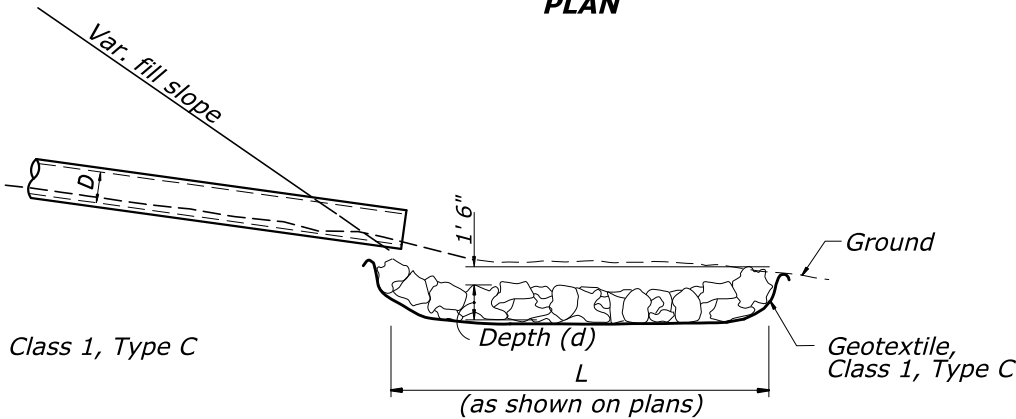 PLAN
Var. fill slope
D
1' 6"
Ground
Depth (d)
Class 1, Type C
Geotextile,
Class 1, Type C
L
(as shown on plans)